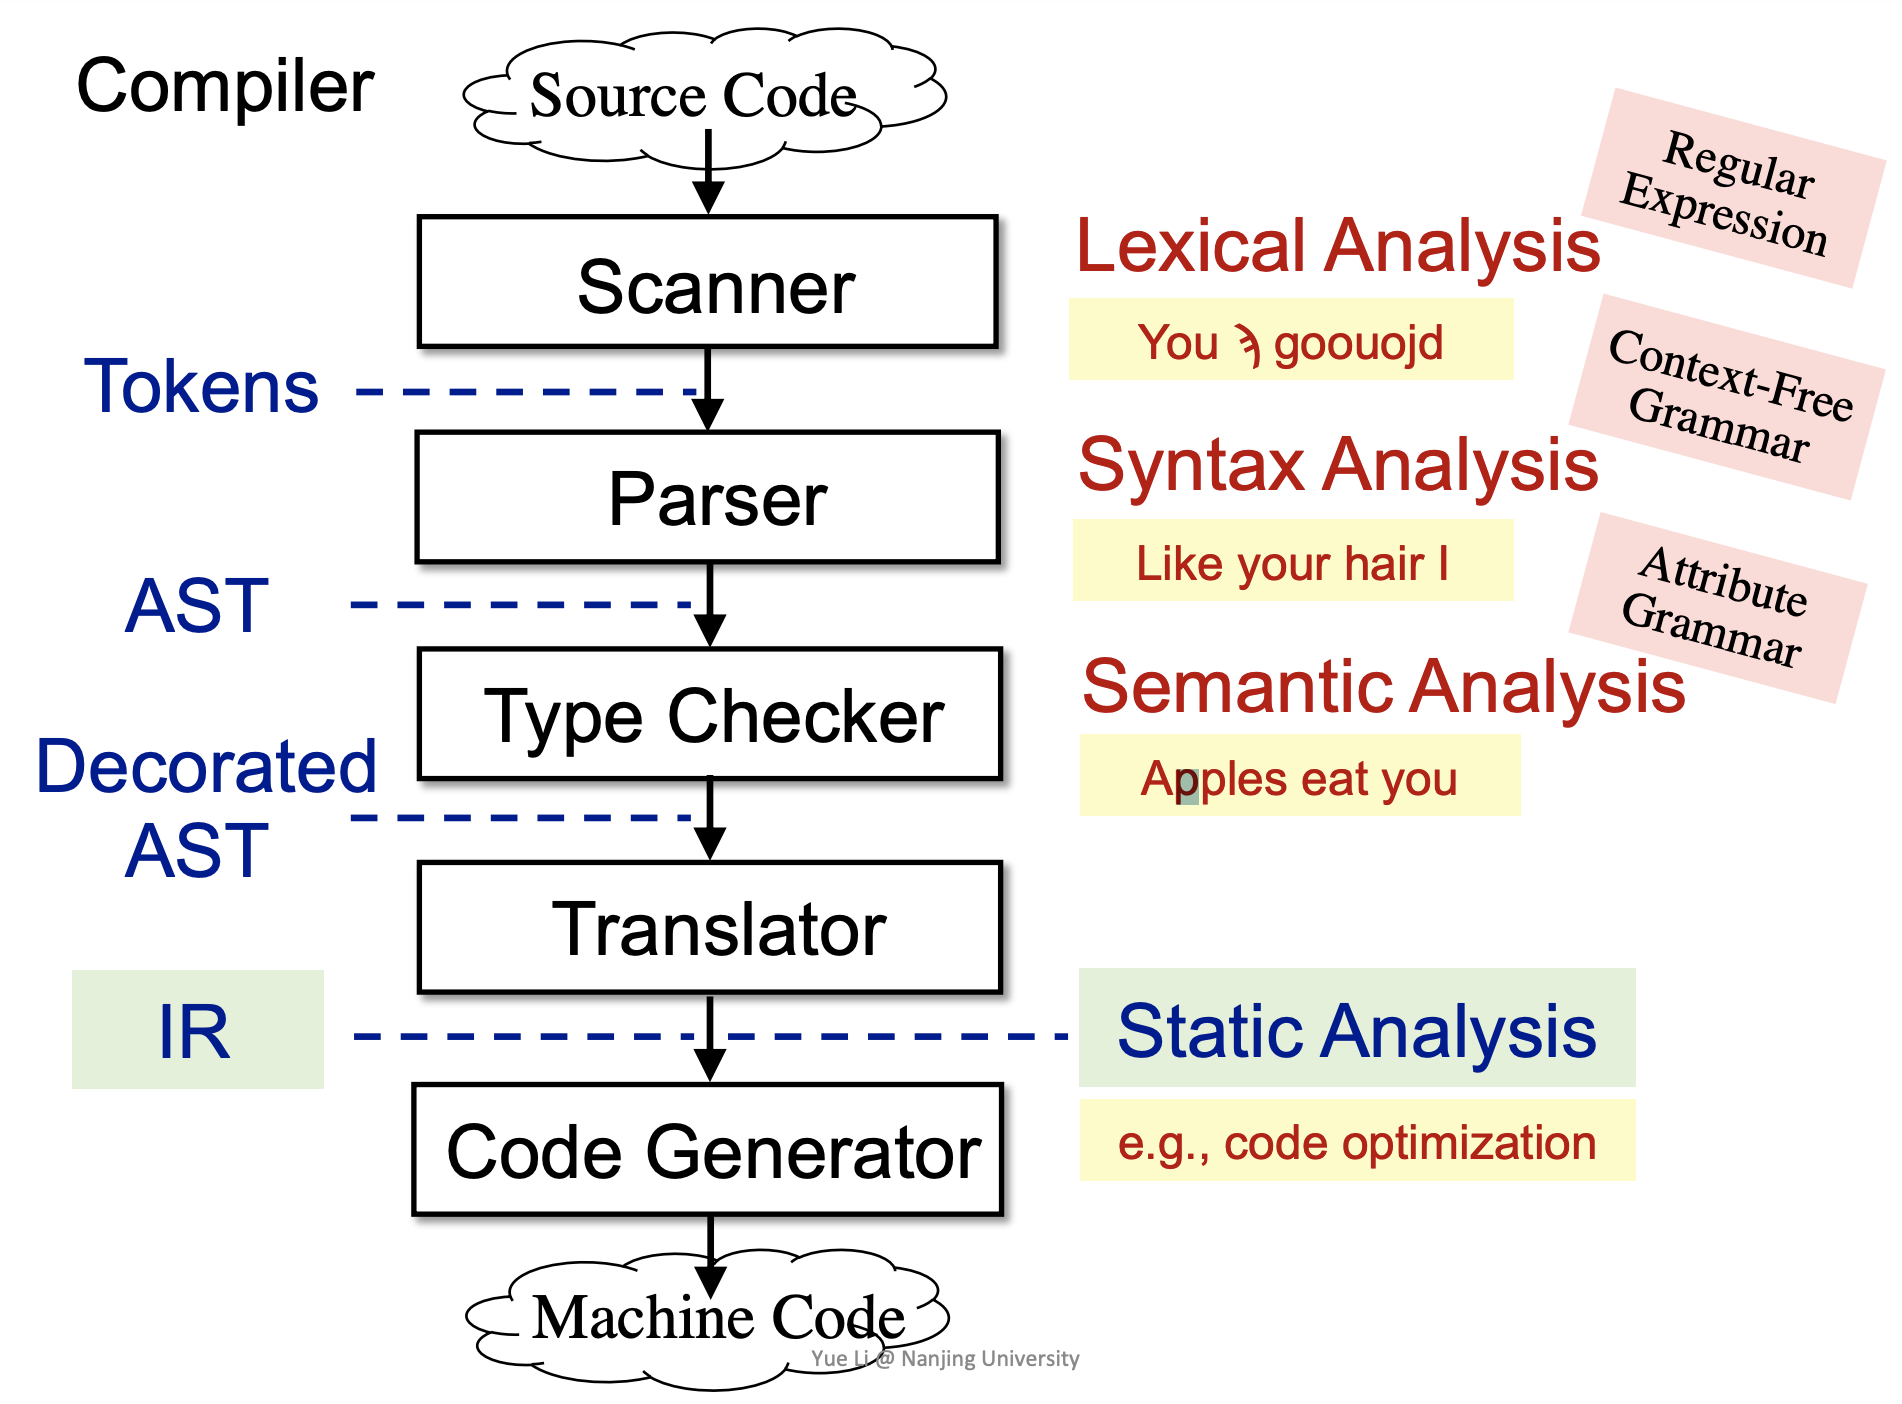 Compiler
Source Code
Regular
Expression
Scanner
Lexical Analysis
You goouojd
Tokens
Context-Free
Grammar
Parser
Syntax Analysis
Like your hair I
AST
Attribute
Grammar
Type Checker
Semantic Analysis
Decorated
AST
Apples eat you
Translator
IR
Static Analysis
Code Generator
e.g., code optimization
Machine Code
Yue Li @ Nanjing University